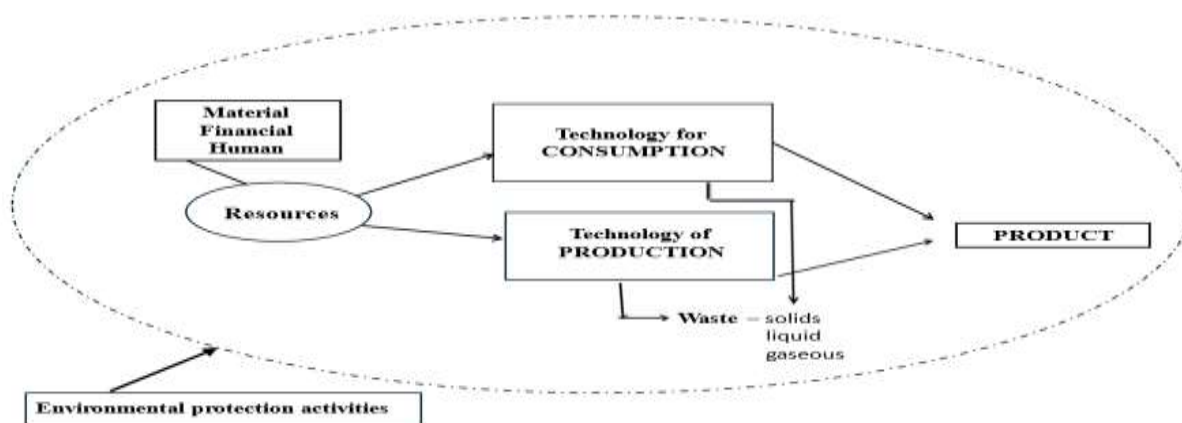 Material
Financial
Human
Technology for
CONSUMPTION
Resources
Technology of
PRODUCTION
PRODUCT
Waste – solids
liquid
gaseous
Environmental protection activities